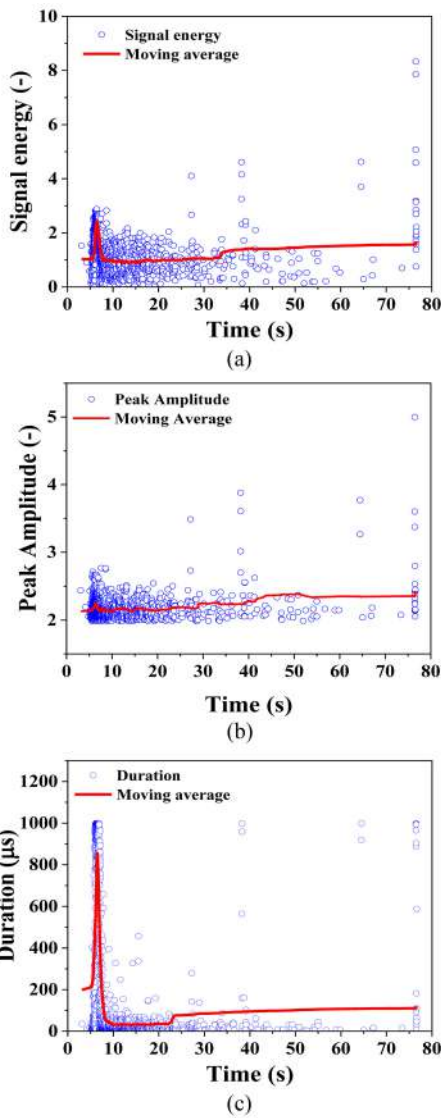 10
Signal energy
Moving average
8
6
4
2
0
Signal energy (-)
0 10 20 30 40 50 60 70 80
Time (s)
(a)
Peak Amplitude
Moving Average
5
4
3
2
Peak Amplitude (-)
0 10 20 30 40 50 60 70 80
Time (s)
(b)
1200
Duration
Moving average
1000
800
600
400
200
0
Duration (μs)
0 10 20 30 40 50 60 70 80
Time (s)
(c)